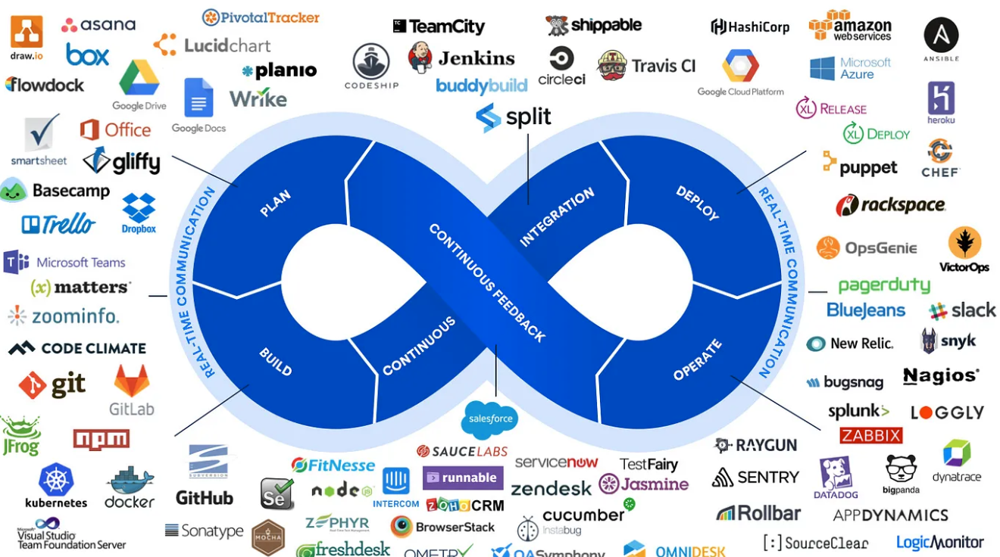 draw.io
asana
PivotalTracker
box
Lucidchart
flowdock
Google Drive
planio
Google Docs
Wrike
smartsheet
Office
gliffy
Basecamp
Trello
Dropbox
Microsoft Teams
(x) matters
zoominfo.
CODE CLIMATE
git
GitLab
JFrog
npm
kubernetes
docker
SUBVERSION
GitHub
Microsoft
Visual Studio
Team Foundation Server
Sonatype
MOCHA
TC
TeamCity
shippable
CODESHIP
Jenkins
circleci
Travis CI
buddybuild
split
HashiCorp
amazon
web services
ANSIBLE
Google Cloud Platform
Microsoft
Azure
XL RELEASE
heroku
XL DEPLOY
puppet
CHEF
rackspace
OpsGenie
VictorOps
pagerduty
BLUEJEANS
slack
New Relic.
snyk
bugsnag
Nagios®
splunk>
LOGGLY
ZABBIX
RAYGUN
SENTRY
DATADOG
bigpanda
dynatrace
Rollbar
APPDYNAMICS
[:] SourceClear
LogicMonitor
REAL-TIME COMMUNICATION
PLAN
BUILD
CONTINUOUS
INTEGRATION
CONTINUOUS FEEDBACK
DEPLOY
OPERATE
REAL-TIME COMMUNICATION
salesforce
FitNesse
SAUCELABS
servicenow
TestFairy
Se
node
JS
INTERCOM
runnable
zendesk
Jasmine
ZOHO CRM
cucumber
ZEPHYR
BrowserStack
Instabug
freshdesk
QASymphony
OMNIDESK